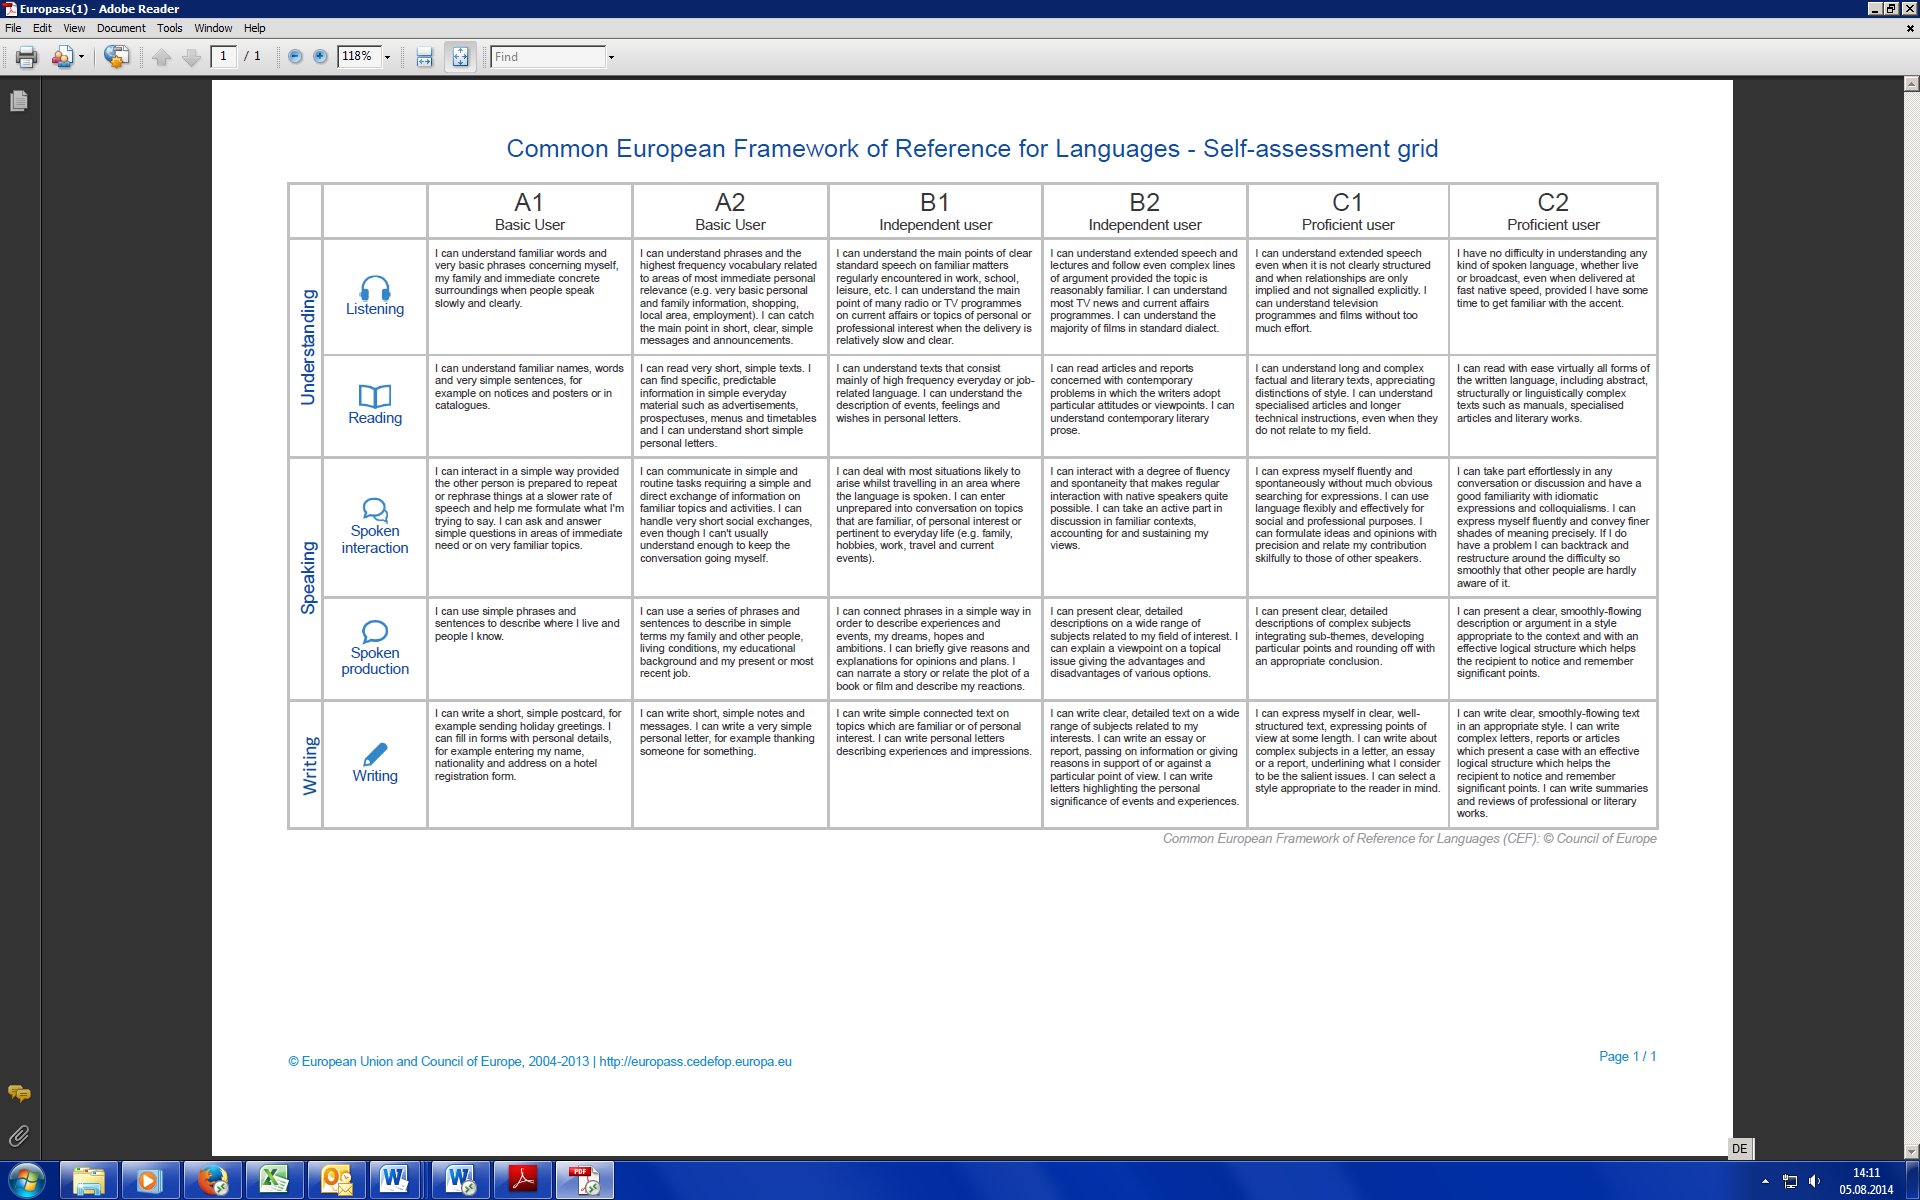 Europass(1) - Adobe Reader
File Edit View Document Tools Window Help
1 / 1 118% Find
Common European Framework of Reference for Languages - Self-assessment grid
A1
Basic User
A2
Basic User
B1
Independent user
B2
Independent user
C1
Proficient user
C2
Proficient user
Understanding
Listening
I can understand familiar words and
very basic phrases concerning myself,
my family and immediate concrete
surroundings when people speak
slowly and clearly.
I can understand phrases and the
highest frequency vocabulary related
to areas of most immediate personal
relevance (e.g. very basic personal
and family information, shopping,
local area, employment). I can catch
the main point in short, clear, simple
messages and announcements.
I can understand the main points of clear
standard speech on familiar matters
regularly encountered in work, school,
leisure, etc. I can understand the main
point of many radio or TV programmes
on current affairs or topics of personal or
professional interest when the delivery is
relatively slow and clear.
I can understand extended speech and
lectures and follow even complex lines
of argument provided the topic is
reasonably familiar. I can understand
most TV news and current affairs
programmes. I can understand the
majority of films in standard dialect.
I can understand extended speech
even when it is not clearly structured
and when relationships are only
implied and not signalled explicitly. I
can understand television
programmes and films without too
much effort.
I have no difficulty in understanding any
kind of spoken language, whether live
or broadcast, even when delivered at
fast native speed, provided I have some
time to get familiar with the accent.
Reading
I can understand familiar names, words
and very simple sentences, for
example on notices and posters or in
catalogues.
I can read very short, simple texts. I
can find specific, predictable
information in simple everyday
material such as advertisements,
prospectuses, menus and timetables
and I can understand short simple
personal letters.
I can understand texts that consist
mainly of high frequency everyday or job-
related language. I can understand the
description of events, feelings and
wishes in personal letters.
I can read articles and reports
concerned with contemporary
problems in which the writers adopt
particular attitudes or viewpoints. I can
understand contemporary literary
prose.
I can understand long and complex
factual and literary texts, appreciating
distinctions of style. I can understand
specialised articles and longer
technical instructions, even when they
do not relate to my field.
I can read with ease virtually all forms of
the written language, including abstract,
structurally or linguistically complex
texts such as manuals, specialised
articles and literary works.
Speaking
Spoken
interaction
I can interact in a simple way provided
the other person is prepared to repeat
or rephrase things at a slower rate of
speech and help me formulate what I'm
trying to say. I can ask and answer
simple questions in areas of immediate
need or on very familiar topics.
I can communicate in simple and
routine tasks requiring a simple and
direct exchange of information on
familiar topics and activities. I can
handle very short social exchanges,
even though I can't usually
understand enough to keep the
conversation going myself.
I can deal with most situations likely to
arise whilst travelling in an area where
the language is spoken. I can enter
unprepared into conversation on topics
that are familiar, of personal interest or
pertinent to everyday life (e.g. family,
hobbies, work, travel and current
events).
I can interact with a degree of fluency
and spontaneity that makes regular
interaction with native speakers quite
possible. I can take an active part in
discussion in familiar contexts,
accounting for and sustaining my
views.
I can express myself fluently and
spontaneously without much obvious
searching for expressions. I can use
language flexibly and effectively for
social and professional purposes. I
can formulate ideas and opinions with
precision and relate my contribution
skilfully to those of other speakers.
I can take part effortlessly in any
conversation or discussion and have a
good familiarity with idiomatic
expressions and colloquialisms. I can
express myself fluently and convey finer
shades of meaning precisely. If I do
have a problem I can backtrack and
restructure around the difficulty so
smoothly that other people are hardly
aware of it.
Spoken
production
I can use simple phrases and
sentences to describe where I live and
people I know.
I can use a series of phrases and
sentences to describe in simple
terms my family and other people,
living conditions, my educational
background and my present or most
recent job.
I can connect phrases in a simple way in
order to describe experiences and
events, my dreams, hopes and
ambitions. I can briefly give reasons and
explanations for opinions and plans. I
can narrate a story or relate the plot of a
book or film and describe my reactions.
I can present clear, detailed
descriptions on a wide range of
subjects related to my field of interest. I
can explain a viewpoint on a topical
issue giving the advantages and
disadvantages of various options.
I can present clear, detailed
descriptions of complex subjects
integrating sub-themes, developing
particular points and rounding off with
an appropriate conclusion.
I can present a clear, smoothly-flowing
description or argument in a style
appropriate to the context and with an
effective logical structure which helps
the recipient to notice and remember
significant points.
Writing
Writing
I can write a short, simple postcard, for
example sending holiday greetings. I
can fill in forms with personal details,
for example entering my name,
nationality and address on a hotel
registration form.
I can write short, simple notes and
messages. I can write a very simple
personal letter, for example thanking
someone for something.
I can write simple connected text on
topics which are familiar or of personal
interest. I can write personal letters
describing experiences and impressions.
I can write clear, detailed text on a wide
range of subjects related to my
interests. I can write an essay or
report, passing on information or giving
reasons in support of or against a
particular point of view. I can write
letters highlighting the personal
significance of events and experiences.
I can express myself in clear, well-
structured text, expressing points of
view at some length. I can write about
complex subjects in a letter, an essay
or a report, underlining what I consider
to be the salient issues. I can select a
style appropriate to the reader in mind.
I can write clear, smoothly-flowing text
in an appropriate style. I can write
complex letters, reports or articles
which present a case with an effective
logical structure which helps the
recipient to notice and remember
significant points. I can write summaries
and reviews of professional or literary
works.
Common European Framework of Reference for Languages (CEF): © Council of Europe
© European Union and Council of Europe, 2004-2013 | http://europass.cedefop.europa.eu
Page 1 / 1
DE
PDF
14:11
05.08.2014